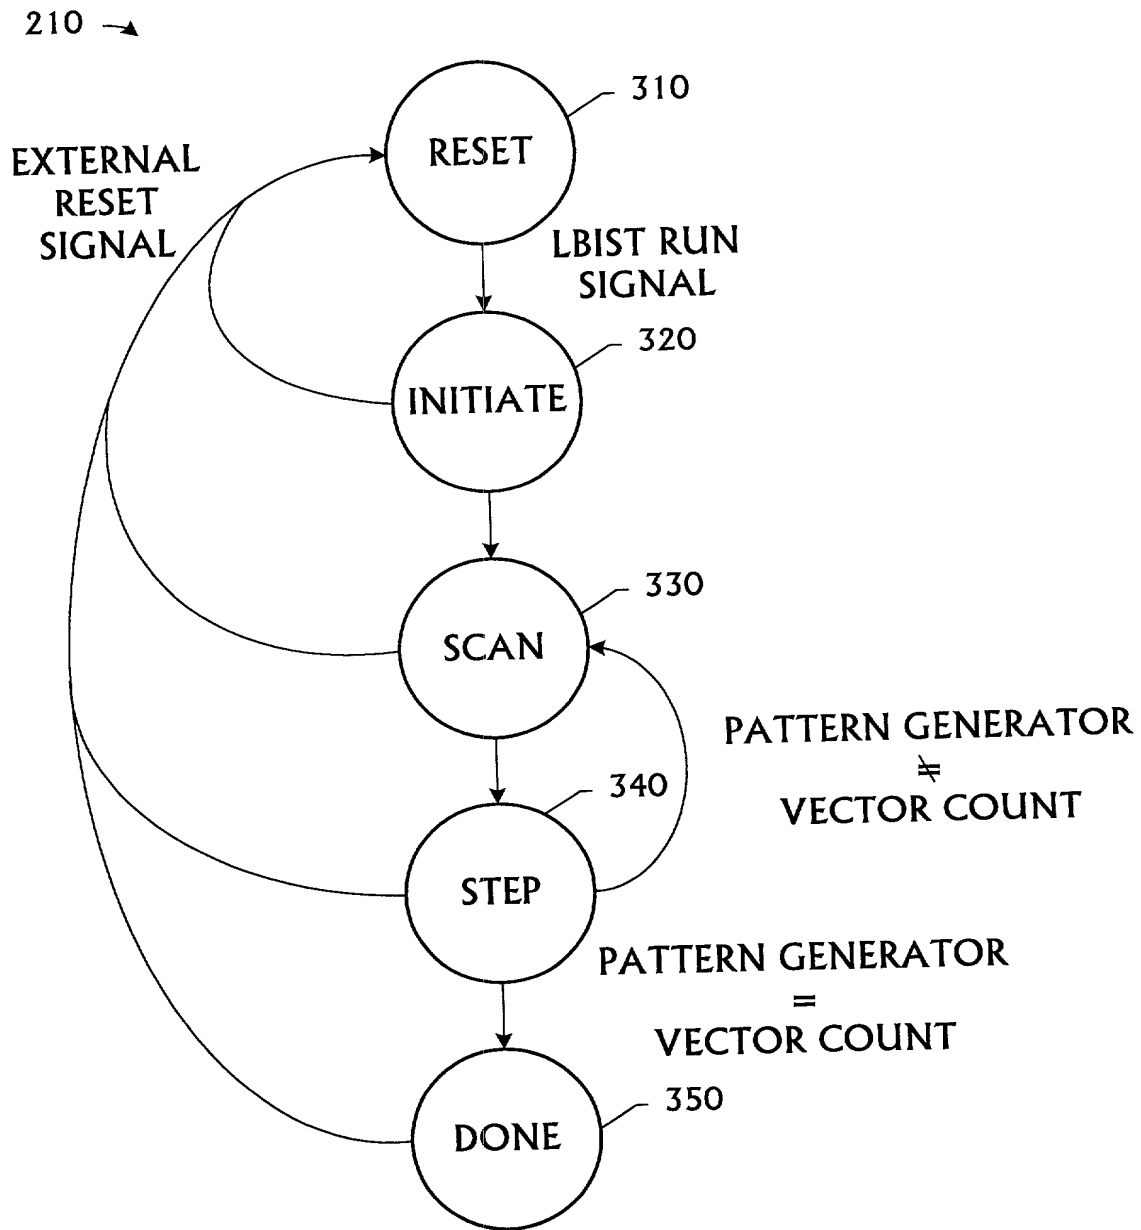 210
310
RESET
EXTERNAL
RESET
SIGNAL
LBIST RUN
SIGNAL
320
INITIATE
330
SCAN
PATTERN GENERATOR
≠
VECTOR COUNT
340
STEP
PATTERN GENERATOR
=
VECTOR COUNT
350
DONE